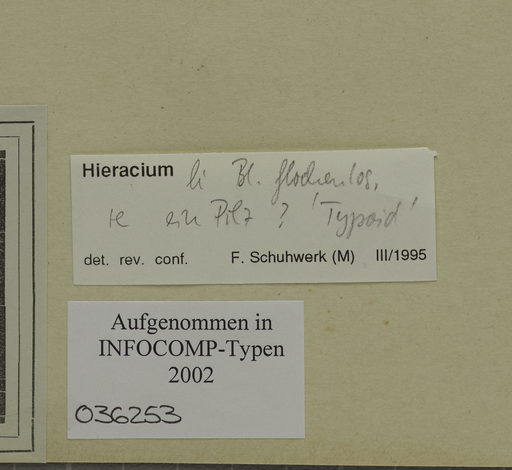 Hieracium li Bl. flockenlos,
re ein Pilz ? 'Typoid'
det. rev. conf. F. Schuhwerk (M) III/1995
Aufgenommen in
INFOCOMP-Typen
2002
036253